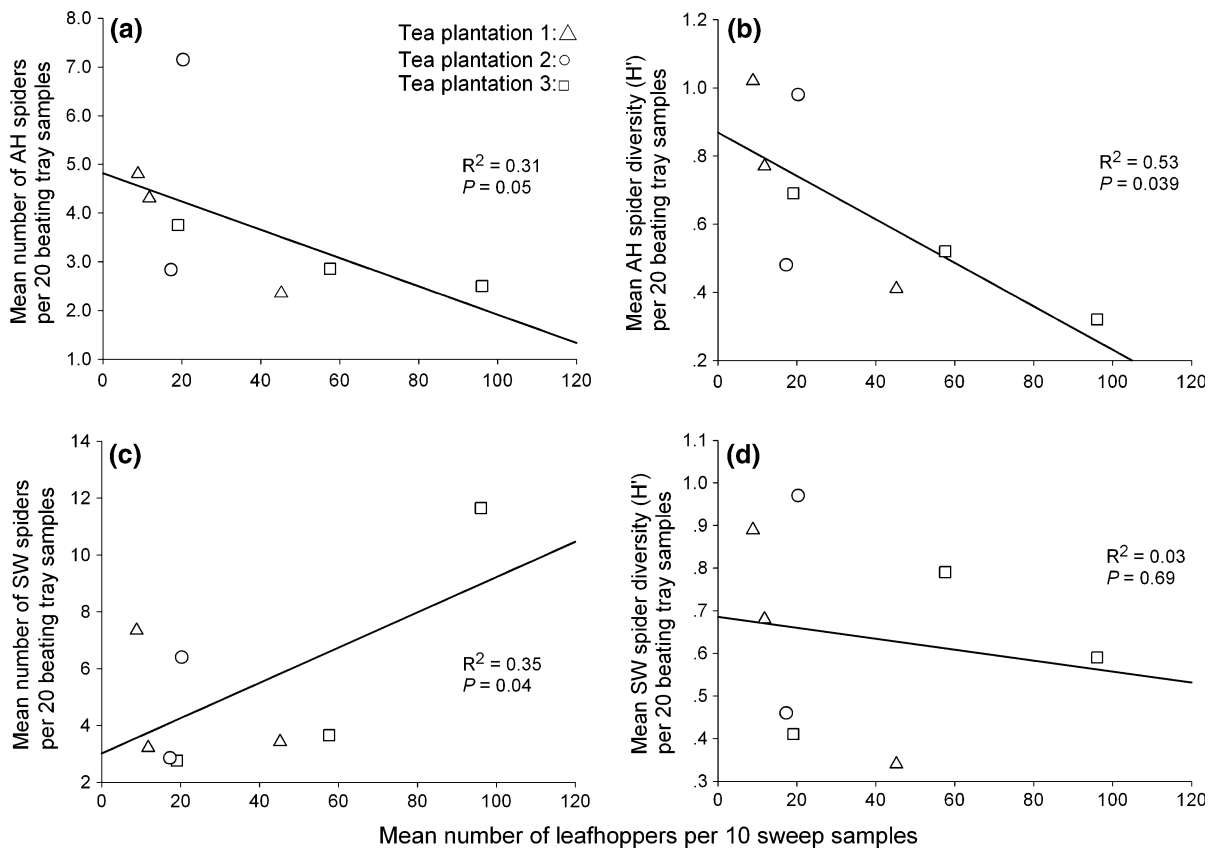 (a)
Mean number of AH spiders
per 20 beating tray samples
8.0
7.0
6.0
5.0
4.0
3.0
2.0
1.0
0 20 40 60 80 100 120
Tea plantation 1:
Tea plantation 2:
Tea plantation 3:
R² = 0.31
P = 0.05
(b)
Mean AH spider diversity (H')
per 20 beating tray samples
1.2
1.0
.8
.6
.4
.2
0 20 40 60 80 100 120
R² = 0.53
P = 0.039
(c)
Mean number of SW spiders
per 20 beating tray samples
14
12
10
8
6
4
2
0 20 40 60 80 100 120
R² = 0.35
P = 0.04
(d)
Mean SW spider diversity (H')
per 20 beating tray samples
1.1
1.0
.9
.8
.7
.6
.5
.4
.3
0 20 40 60 80 100 120
R² = 0.03
P = 0.69
Mean number of leafhoppers per 10 sweep samples